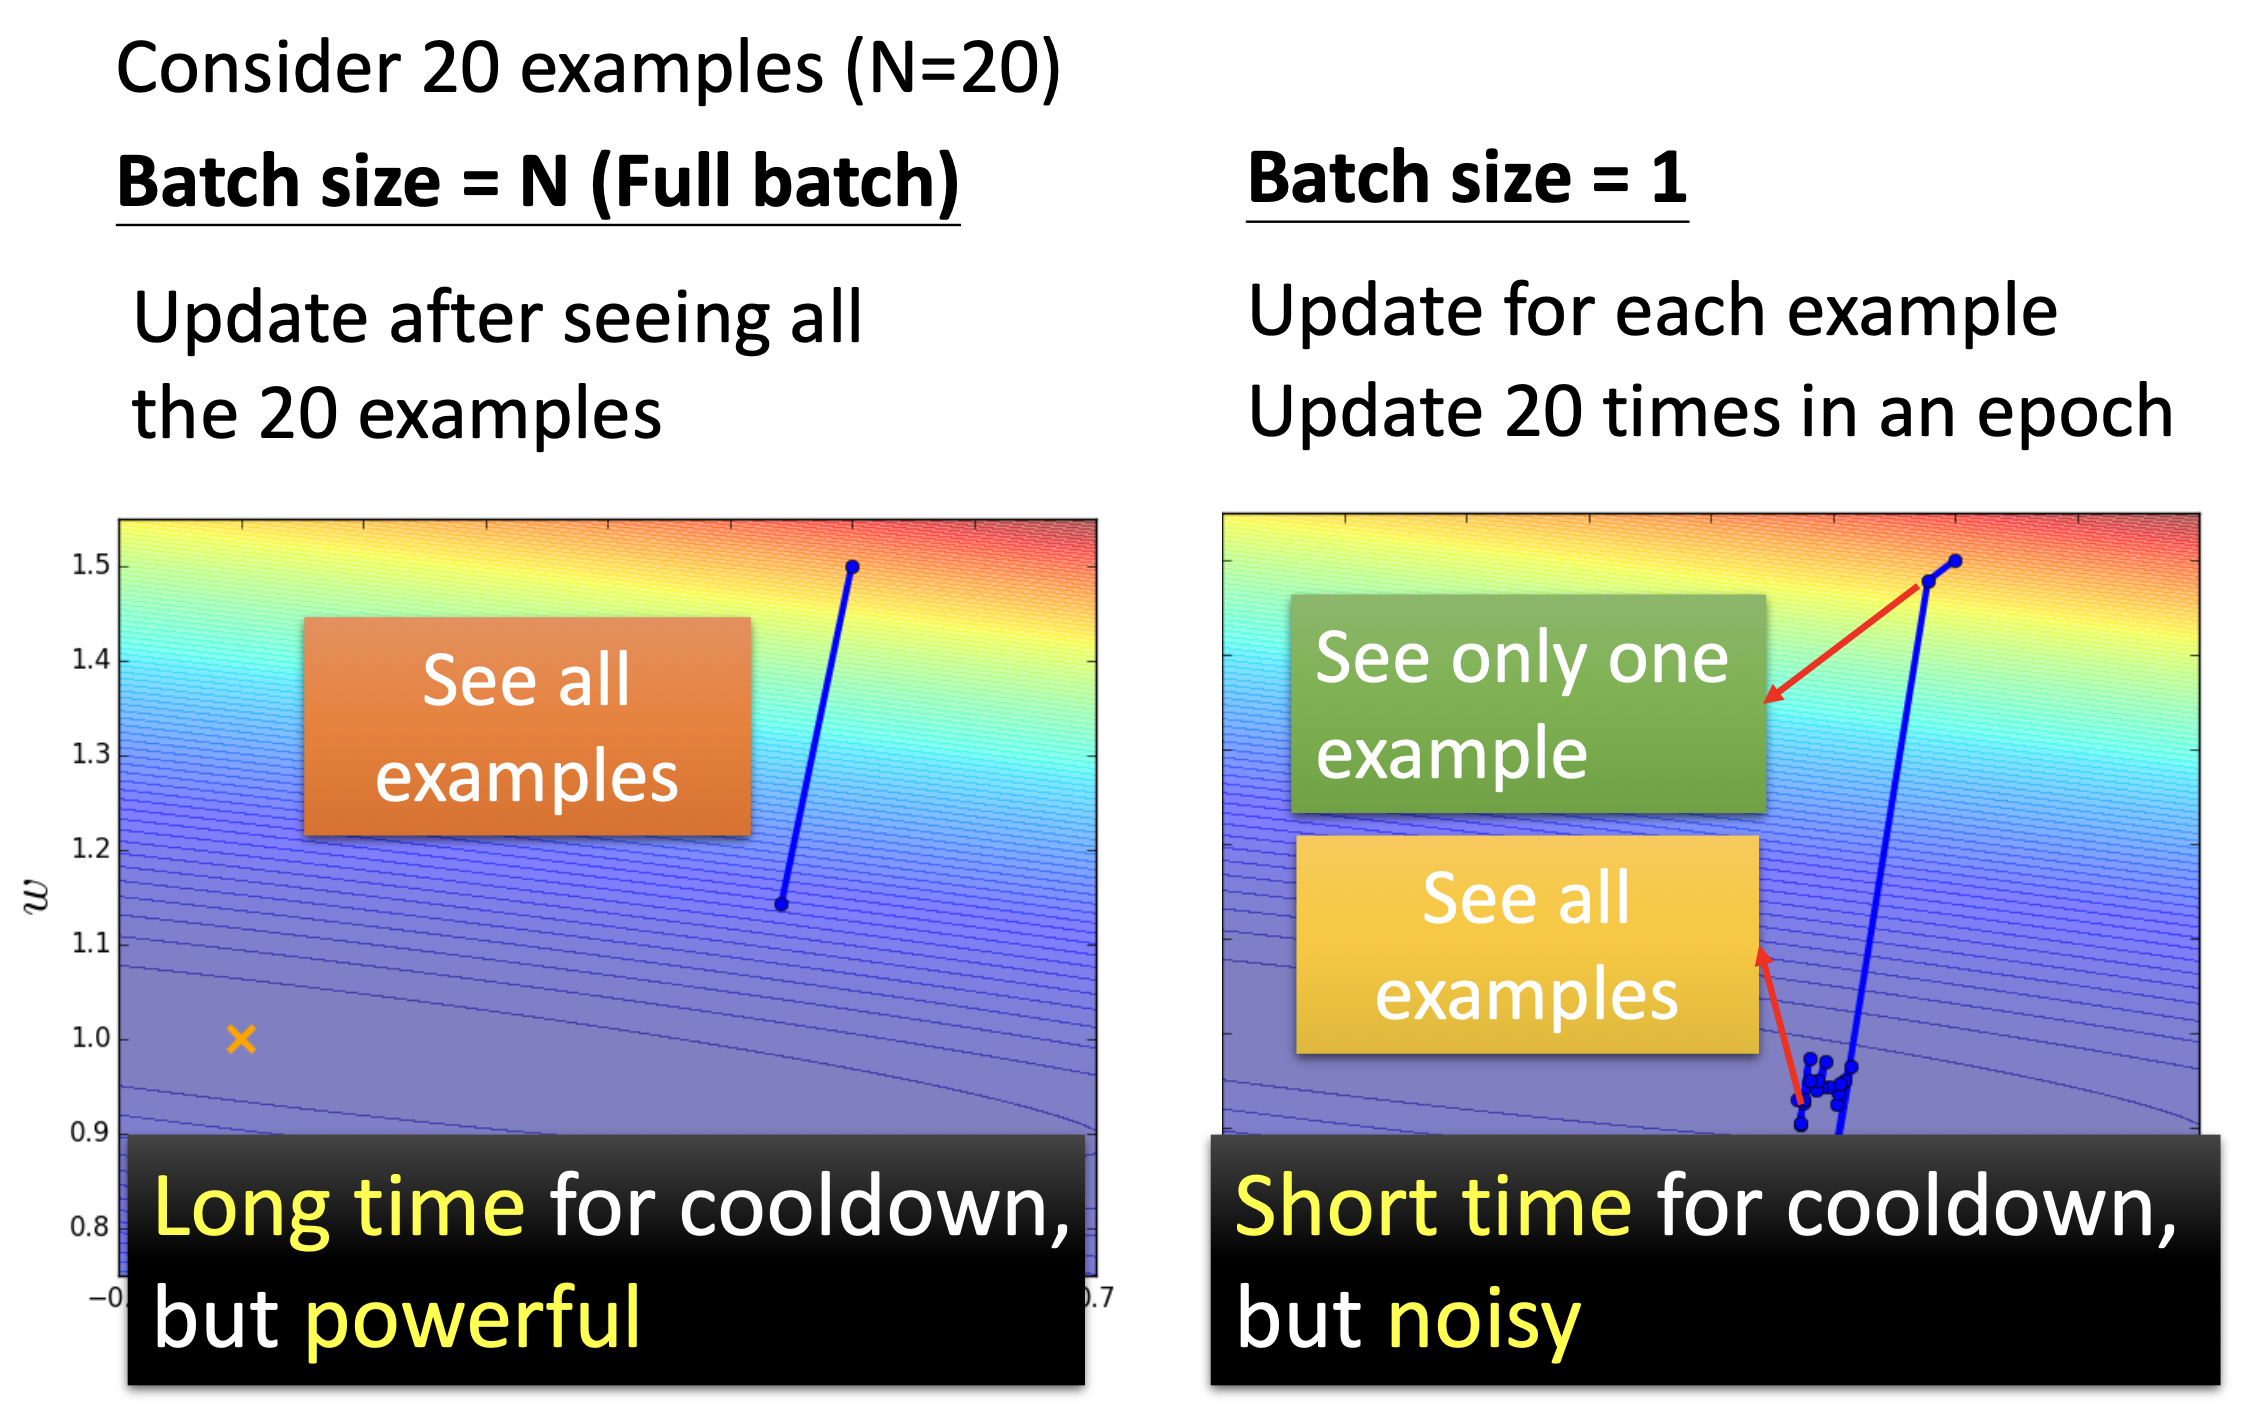 Consider 20 examples (N=20)
Batch size = N (Full batch)
Update after seeing all
the 20 examples
Batch size = 1
Update for each example
Update 20 times in an epoch
1.5
1.4
1.3
1.2
1.1
1.0
0.9
0.8
w
See all
examples
−0.
0.7
Long time for cooldown,
but powerful
See only one
example
See all
examples
Short time for cooldown,
but noisy